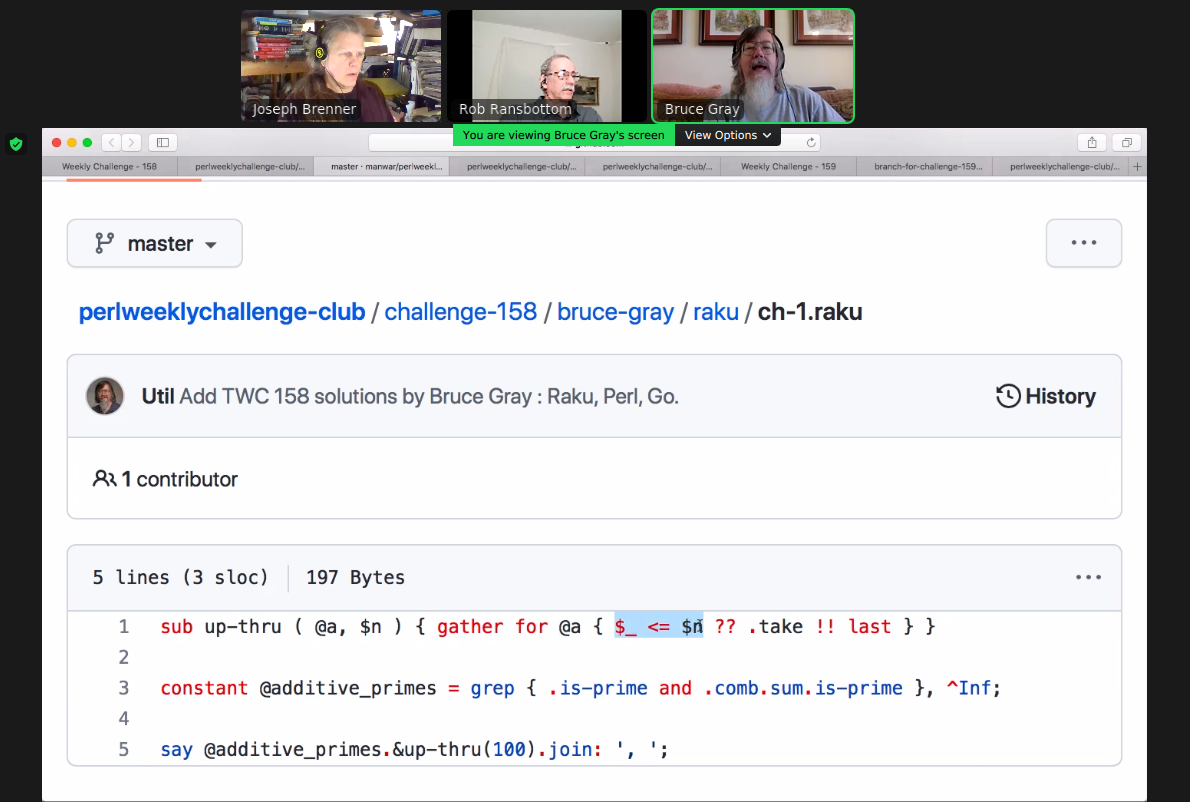 Joseph Brenner
Rob Ransbottom
Bruce Gray
You are viewing Bruce Gray's screen
View Options
Weekly Challenge - 158
perlweeklychallenge-club/...
master · manwar/perlweekl...
perlweeklychallenge-club/...
perlweeklychallenge-club/...
Weekly Challenge - 159
branch-for-challenge-159...
perlweeklychallenge-club/...
master
perlweeklychallenge-club / challenge-158 / bruce-gray / raku / ch-1.raku
Util Add TWC 158 solutions by Bruce Gray : Raku, Perl, Go.
History
1 contributor
5 lines (3 sloc)
197 Bytes
1 sub up-thru ( @a, $n ) { gather for @a { $_ <= $n ?? .take !! last } }
2
3 constant @additive_primes = grep { .is-prime and .comb.sum.is-prime }, ^Inf;
4
5 say @additive_primes.&up-thru(100).join: ', ';